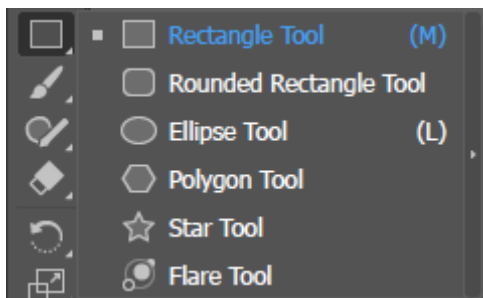 Rectangle Tool (M)
Rounded Rectangle Tool
Ellipse Tool (L)
Polygon Tool
Star Tool
Flare Tool